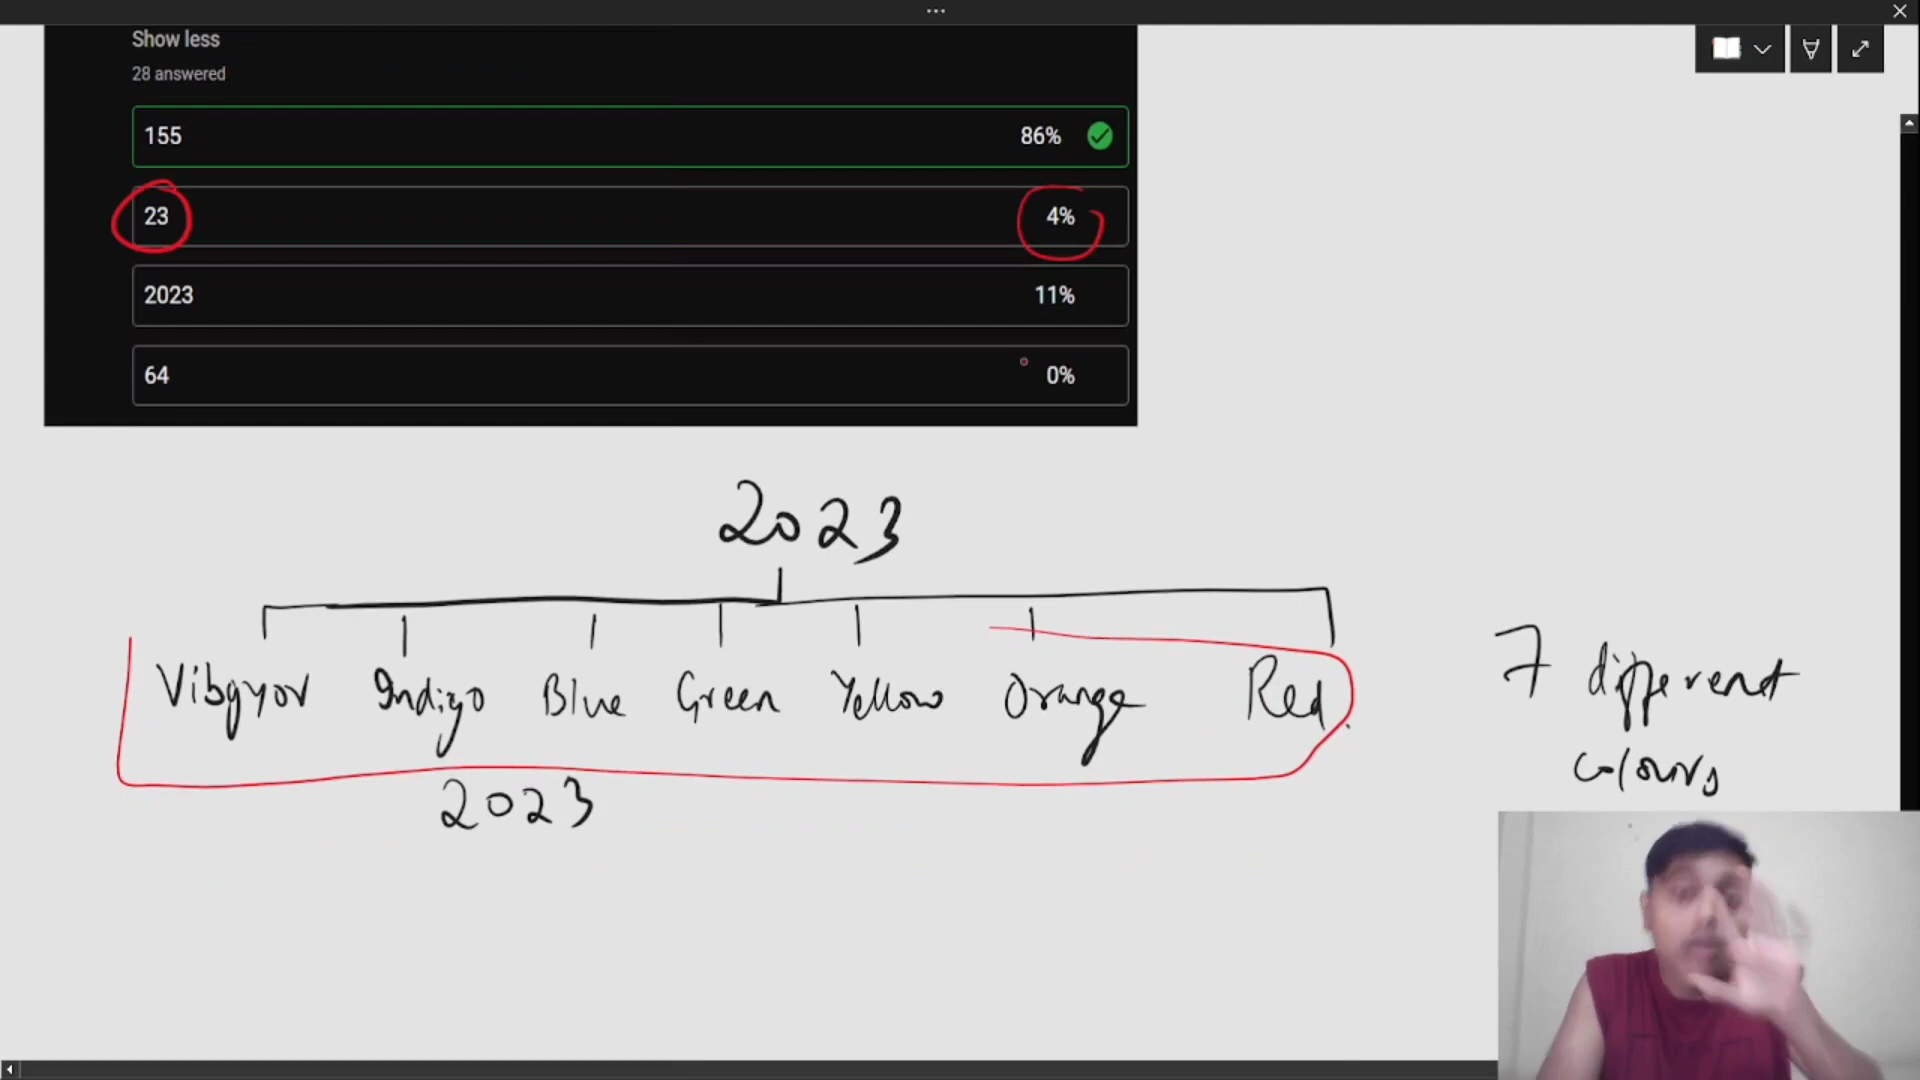 Show less
28 answered
155 86%
23 4%
2023 11%
64 0%
2023
Vibgyor Indigo Blue Green Yellow Orange Red.
7 different
colours
2023